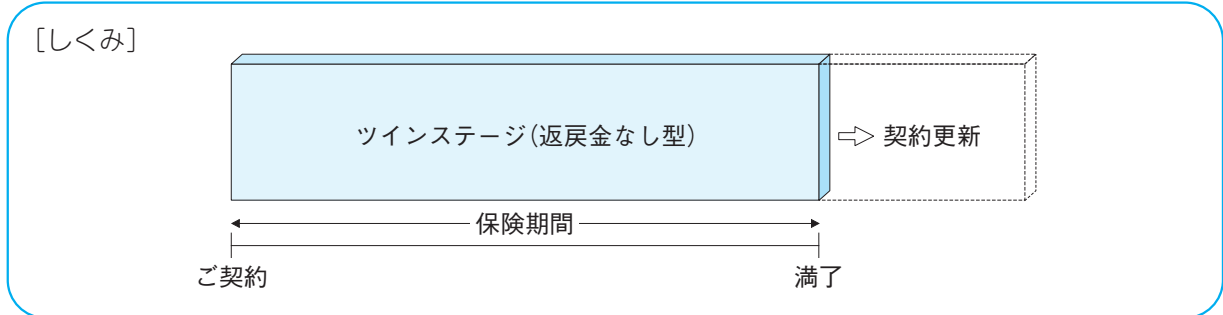 [しくみ]
ツインステージ(返戻金なし型)
⇨ 契約更新
保険期間
ご契約
満了